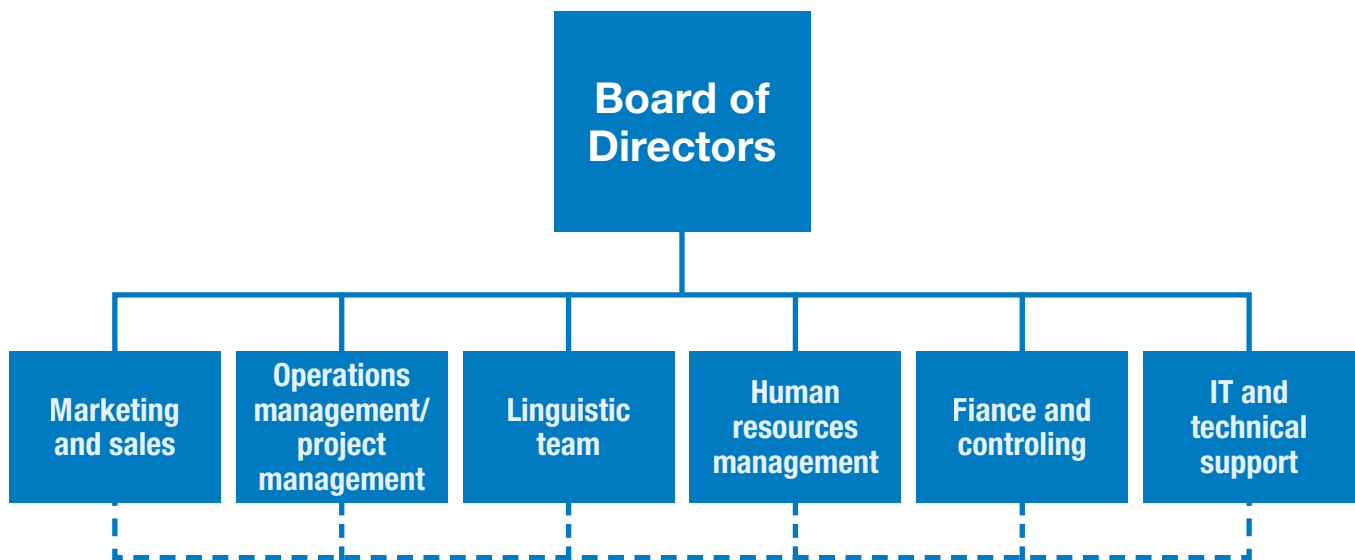 Board of
Directors
Marketing
and sales
Operations
management/
project
management
Linguistic
team
Human
resources
management
Fiance and
controling
IT and
technical
support